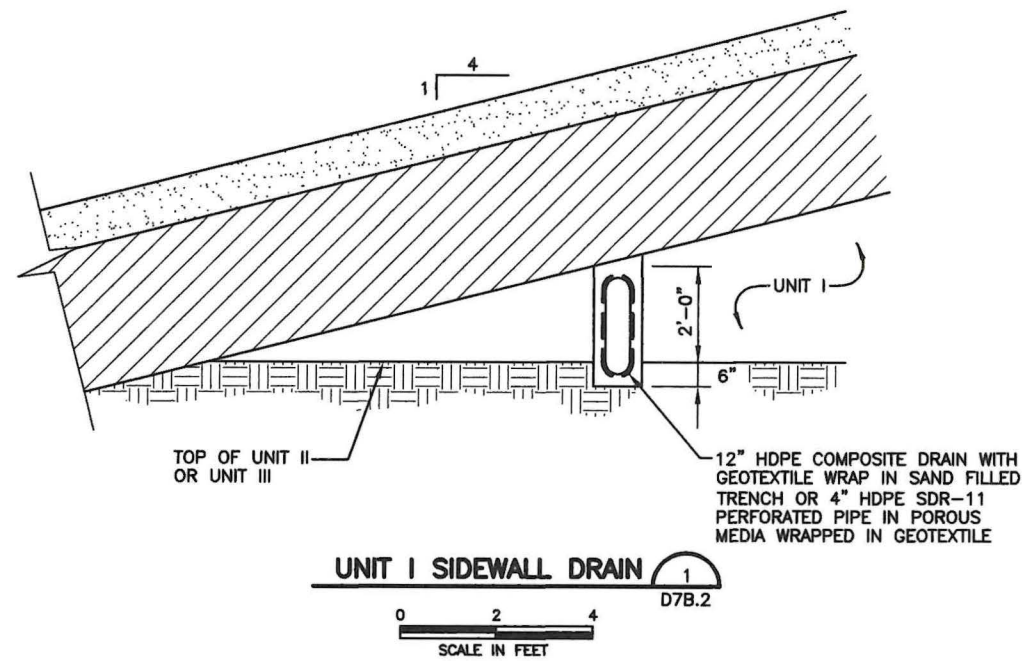 4
1
UNIT I
2'-0"
6"
TOP OF UNIT II
OR UNIT III
12" HDPE COMPOSITE DRAIN WITH
GEOTEXTILE WRAP IN SAND FILLED
TRENCH OR 4" HDPE SDR-11
PERFORATED PIPE IN POROUS
MEDIA WRAPPED IN GEOTEXTILE
UNIT I SIDEWALL DRAIN
1
D7B.2
0 2 4
SCALE IN FEET